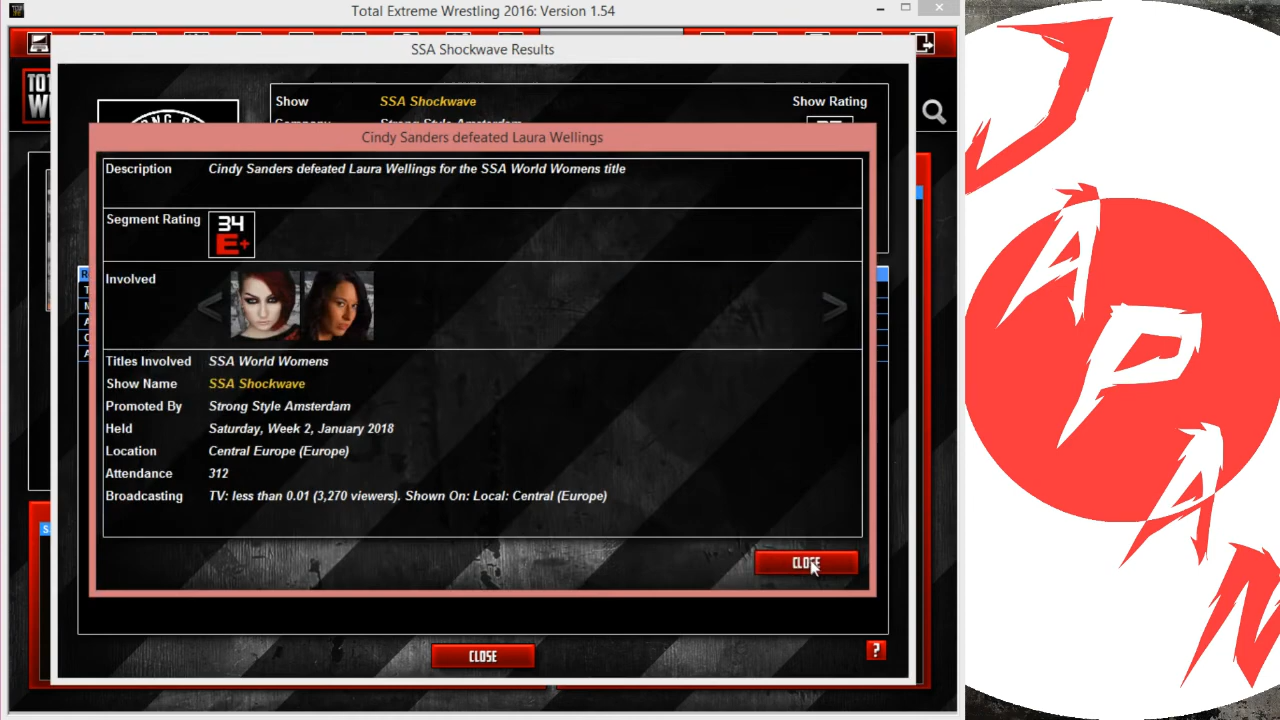 Total Extreme Wrestling 2016: Version 1.54
SSA Shockwave Results
Show SSA Shockwave Show Rating
Cindy Sanders defeated Laura Wellings
Description Cindy Sanders defeated Laura Wellings for the SSA World Womens title
Segment Rating 34
E+
Involved
Titles Involved SSA World Womens
Show Name SSA Shockwave
Promoted By Strong Style Amsterdam
Held Saturday, Week 2, January 2018
Location Central Europe (Europe)
Attendance 312
Broadcasting TV: less than 0.01 (3,270 viewers). Shown On: Local: Central (Europe)
CLOSE
CLOSE
?
JAPAN